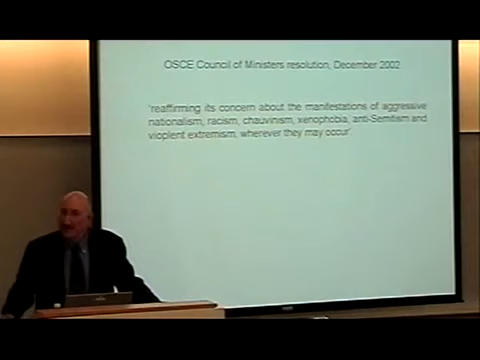 OSCE Council of Ministers resolution, December 2002
'reaffirming its concern about the manifestations of aggressive
nationalism, racism, chauvinism, xenophobia, anti-Semitism and
vioplent extremism, wherever they may occur'